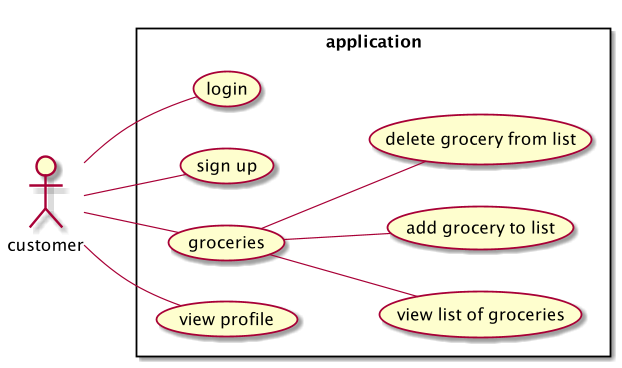 application
login
delete grocery from list
sign up
add grocery to list
customer
groceries
view list of groceries
view profile